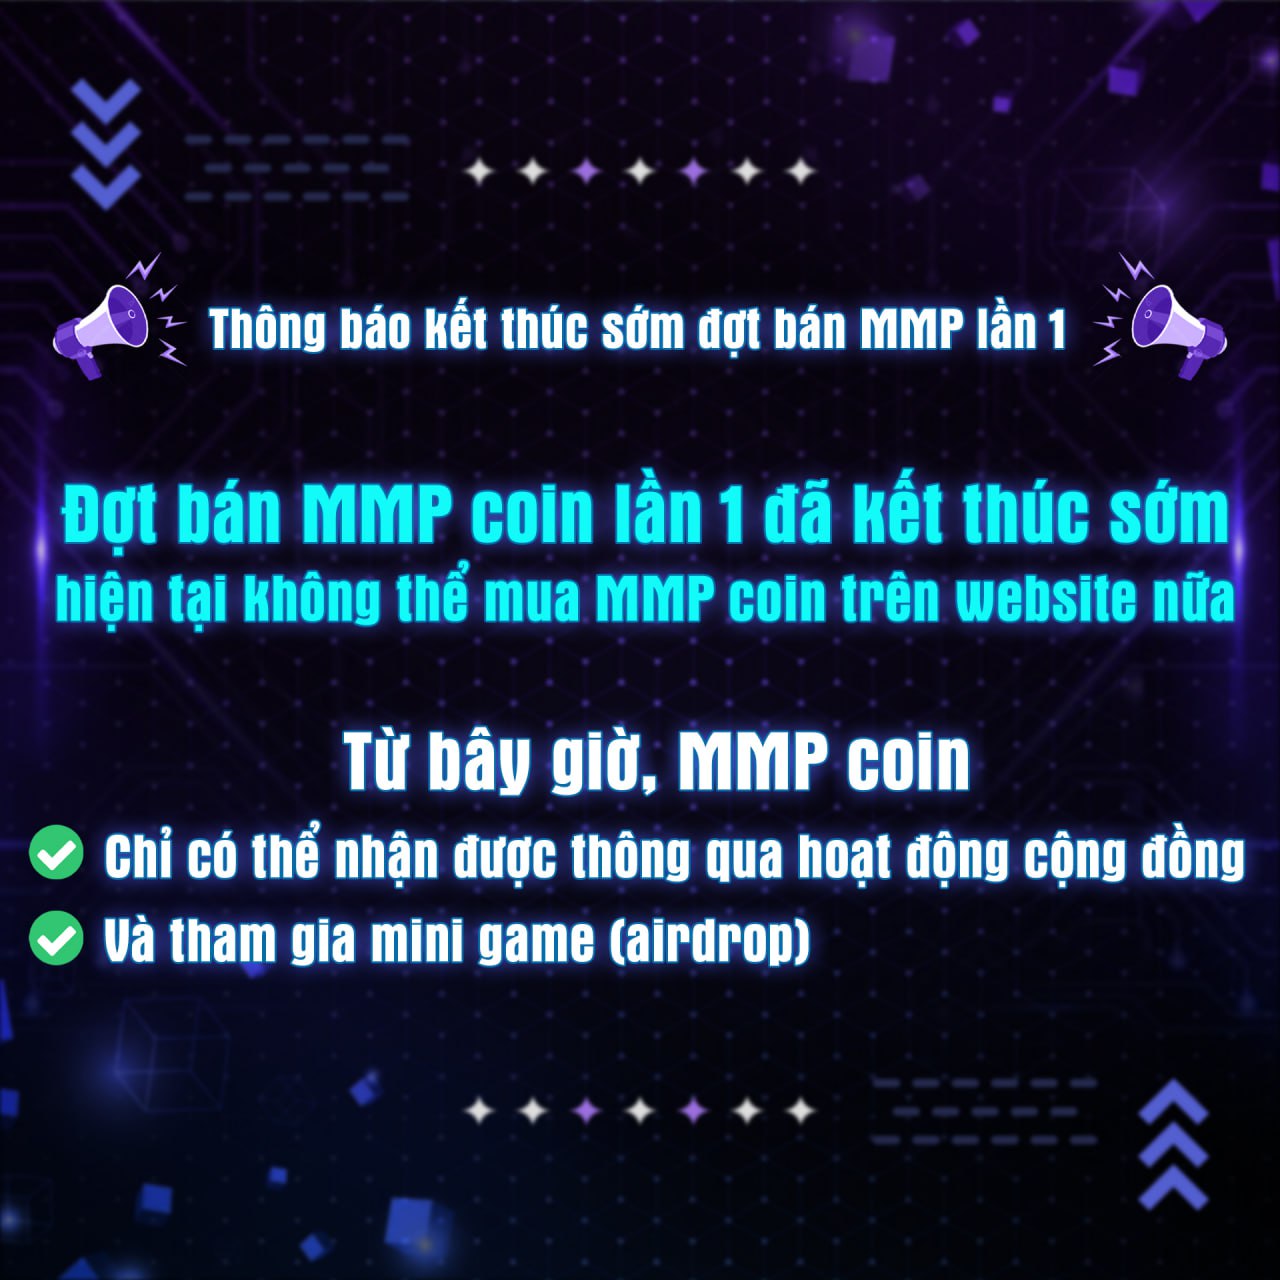 Thông báo kết thúc sớm đợt bán MMP lần 1
Đợt bán MMP coin lần 1 đã kết thúc sớm
hiện tại không thể mua MMP coin trên website nữa
Từ bây giờ, MMP coin
Chỉ có thể nhận được thông qua hoạt động cộng đồng
Và tham gia mini game (airdrop)